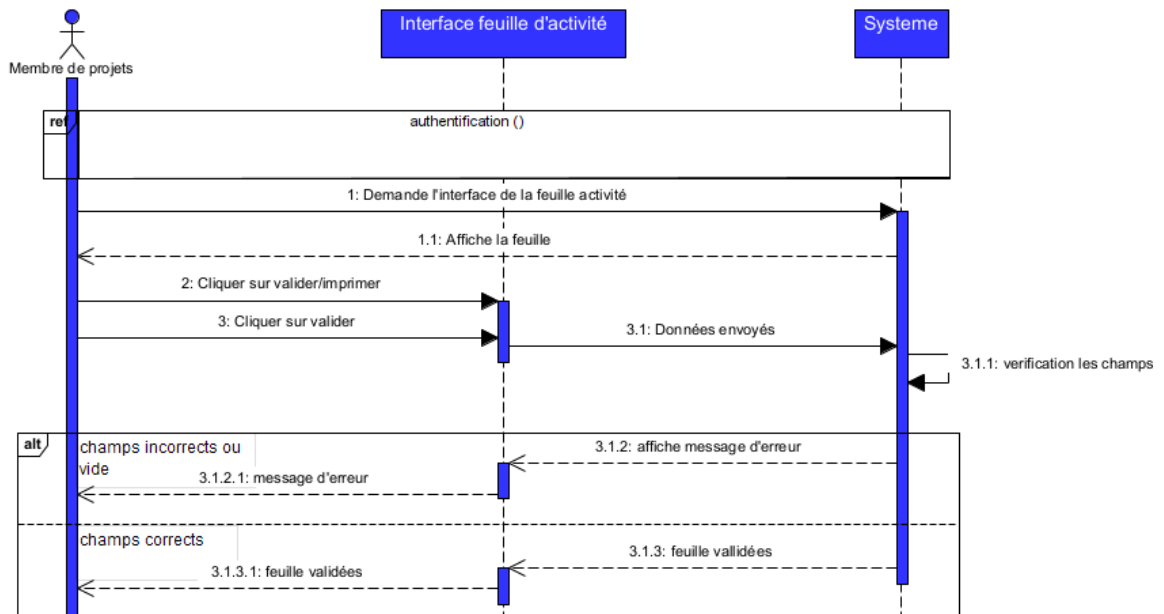 Interface feuille d'activité
Systeme
Membre de projets
ref
authentification ()
1: Demande l'interface de la feuille activité
1.1: Affiche la feuille
2: Cliquer sur valider/imprimer
3: Cliquer sur valider
3.1: Données envoyés
3.1.1: verification les champs
alt
champs incorrects ou
vide
3.1.2: affiche message d'erreur
3.1.2.1: message d'erreur
champs corrects
3.1.3: feuille vallidées
3.1.3.1: feuille validées